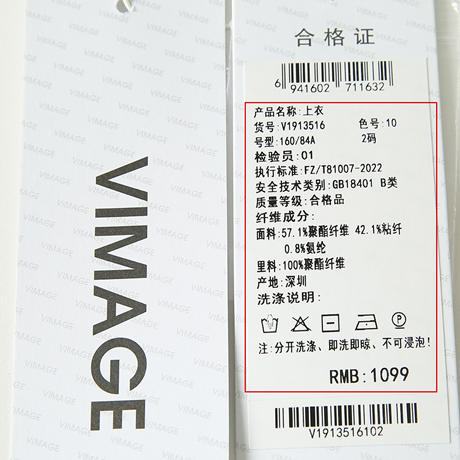 VIMAGE
合格证
6 941602 711632
产品名称:上衣
货号:V1913516 色号:10
号型:160/84A 2码
检验员:01
执行标准:FZ/T81007-2022
安全技术类别:GB18401 B类
质量等级:合格品
纤维成分:
面料:57.1%聚酯纤维 42.1%粘纤
0.8%氨纶
里料:100%聚酯纤维
产地:深圳
洗涤说明:
注:分开洗涤、即洗即晾、不可浸泡!
RMB:1099
V1913516102